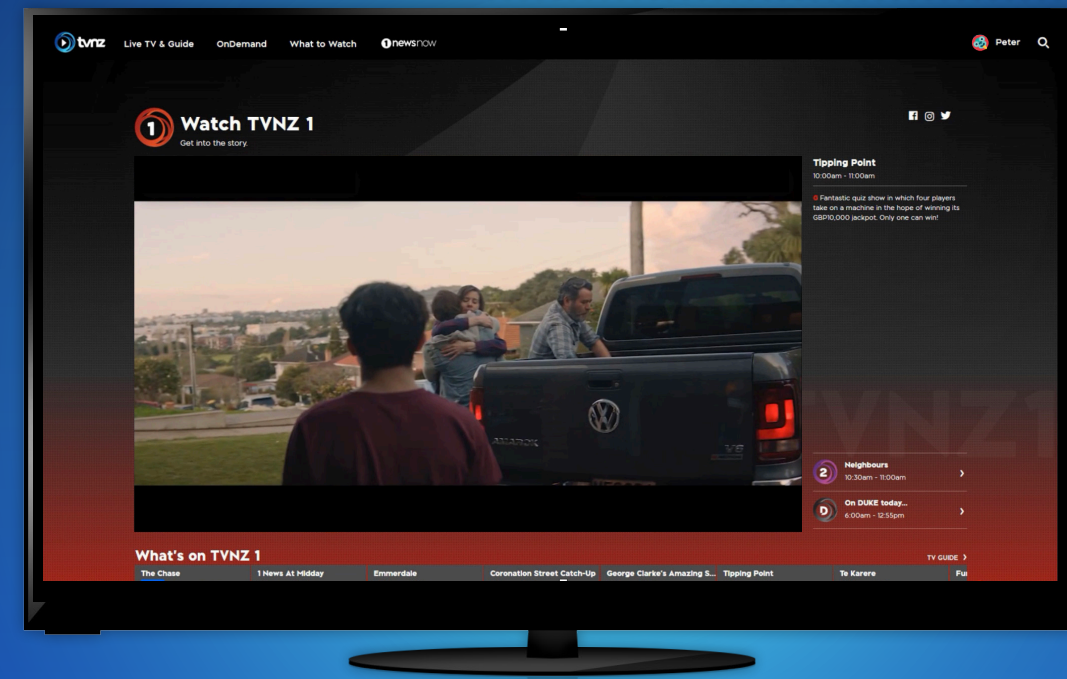 tvnz
Live TV & Guide
OnDemand
What to Watch
1 newsnow
Peter
1
Watch TVNZ 1
Get into the story.
Tipping Point
10:00am - 11:00am
Fantastic quiz show in which four players
take on a machine in the hope of winning its
GBP10,000 jackpot. Only one can win!
AMAROK
V6
TVNZ1
2
Neighbours
10:30am - 11:00am
D
On DUKE today...
6:00am - 12:55pm
What's on TVNZ 1
TV GUIDE
The Chase
1 News At Midday
Emmerdale
Coronation Street Catch-Up
George Clarke's Amazing S...
Tipping Point
Te Karere